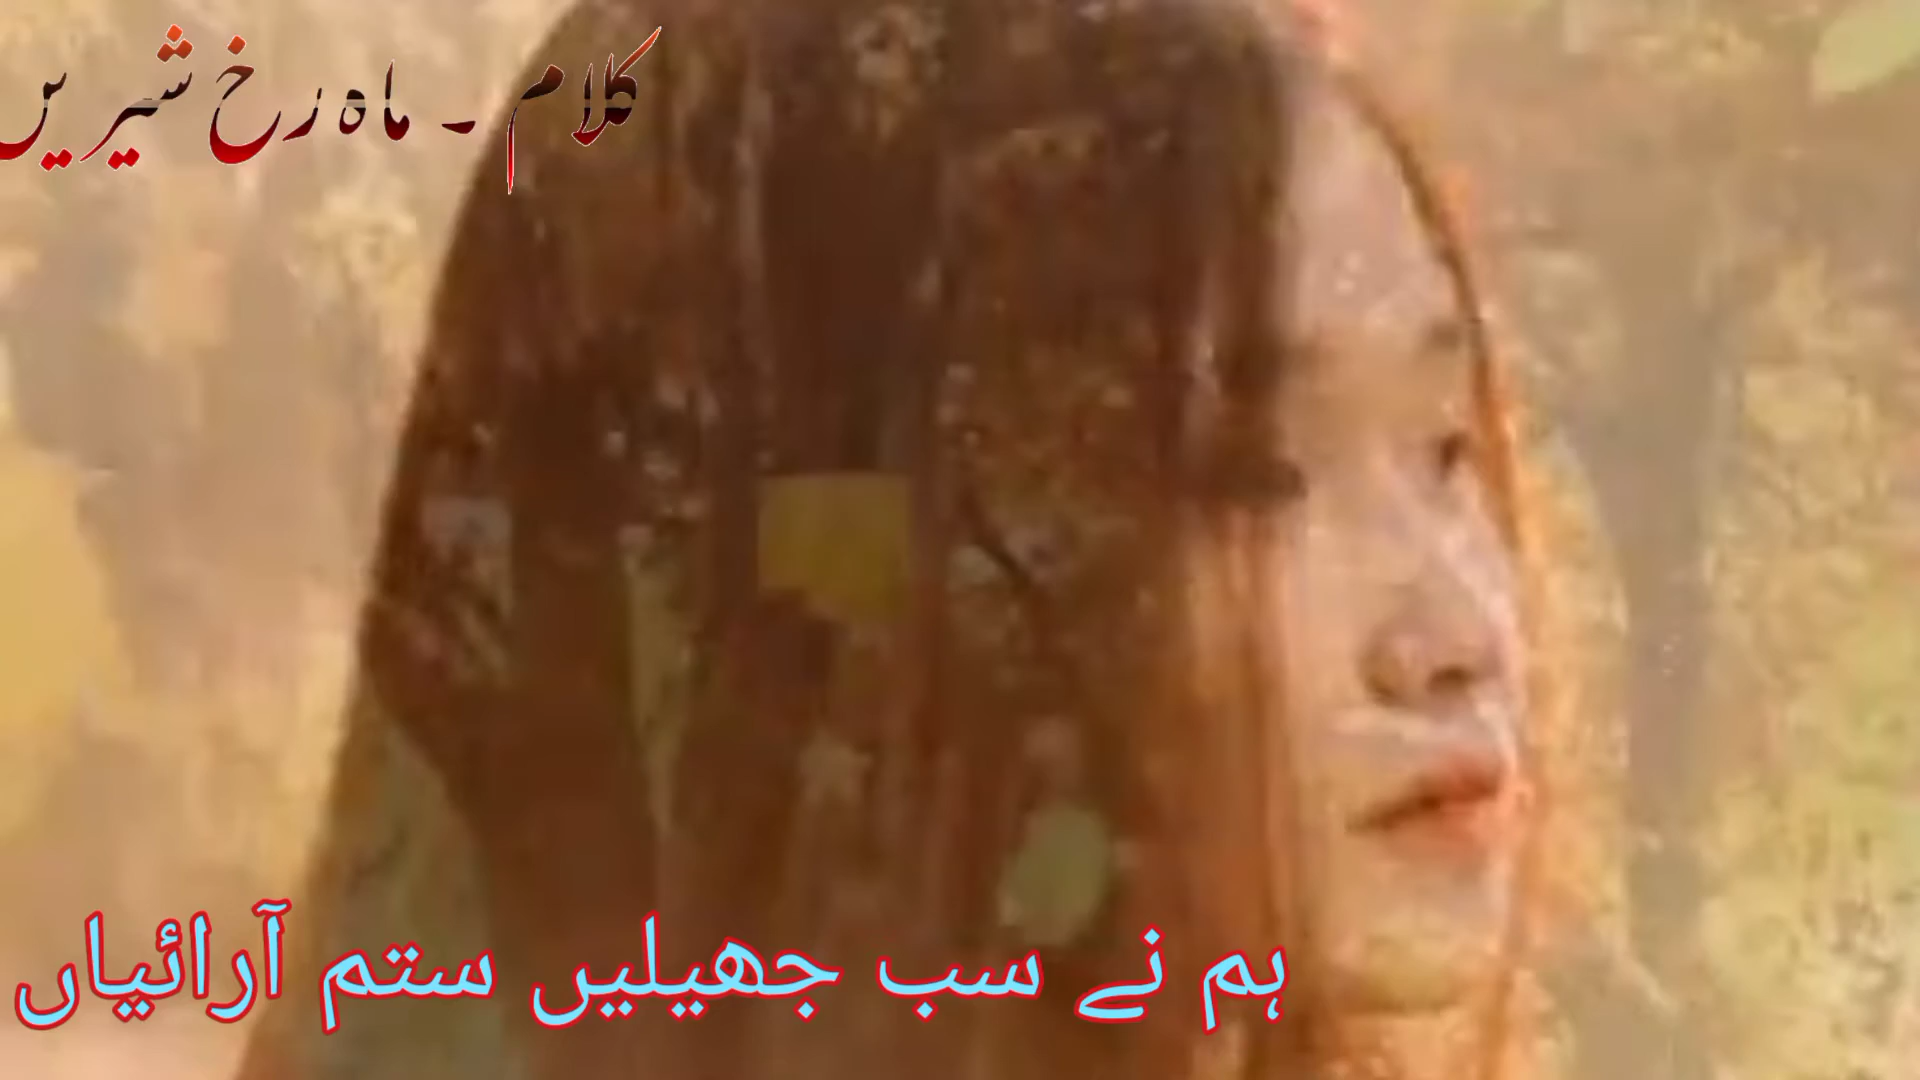 کلام - ماہ رخ شیریں
ہم نے سب جھیلیں ستم آرائیاں